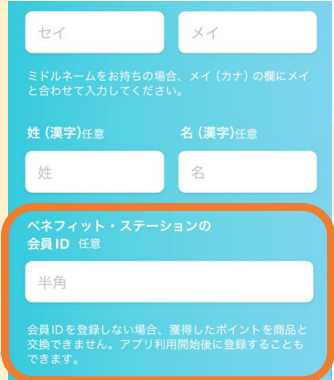 セイ メイ
ミドルネームをお持ちの場合、メイ (カナ) の欄にメイ
と合わせて入力してください。
姓 (漢字)任意 名 (漢字)任意
姓 名
ベネフィット・ステーションの
会員ID 任意
半角
会員IDを登録しない場合、獲得したポイントを商品と
交換できません。アプリ利用開始後に登録することも
できます。